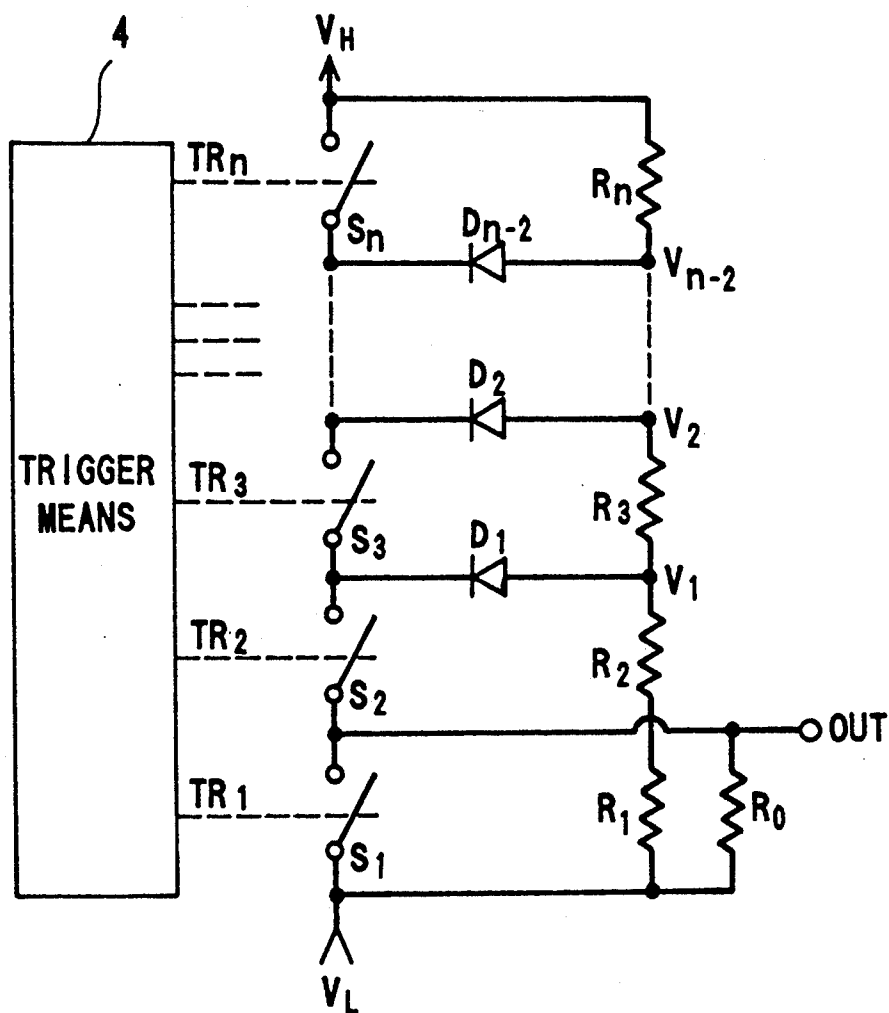 4
VH
TRn
Rn
Sn
Dn-2
Vn-2
D2
V2
TRIGGER
MEANS
TR3
R3
S3
D1
V1
TR2
R2
S2
OUT
TR1
R1
R0
S1
VL